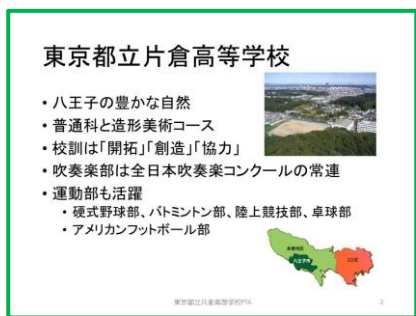 東京都立片倉高等学校
• 八王子の豊かな自然
• 普通科と造形美術コース
• 校訓は「開拓」「創造」「協力」
• 吹奏楽部は全日本吹奏楽コンクールの常連
• 運動部も活躍
• 硬式野球部、バトミントン部、陸上競技部、卓球部
• アメリカンフットボール部
八王子市
東京都立片倉高等学校PTA
2